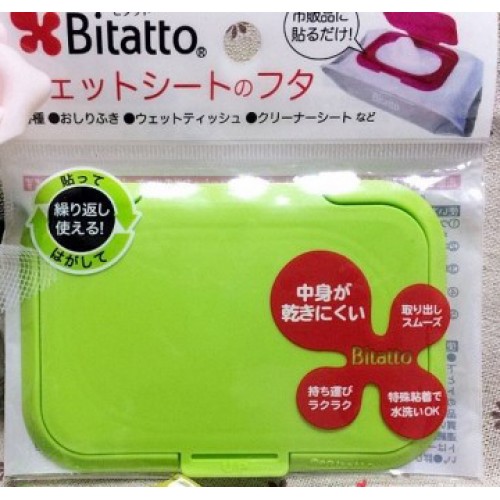 Bitatto®
市販品に
貼るだけ!
Bitatto
ェットシートのフタ
種 ●おしりふき ●ウェットティッシュ ●クリーナーシート など
貼って
繰り返し
使える!
はがして
中身が
乾きにくい
取り出し
スムーズ
Bitatto
持ち運び
ラクラク
特殊粘着で
水洗いOK